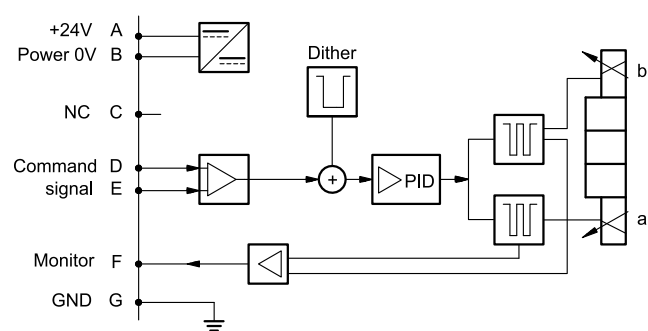 +24V A
Power 0V B
Dither
b
NC C
Command D
signal E
PID
a
Monitor F
GND G